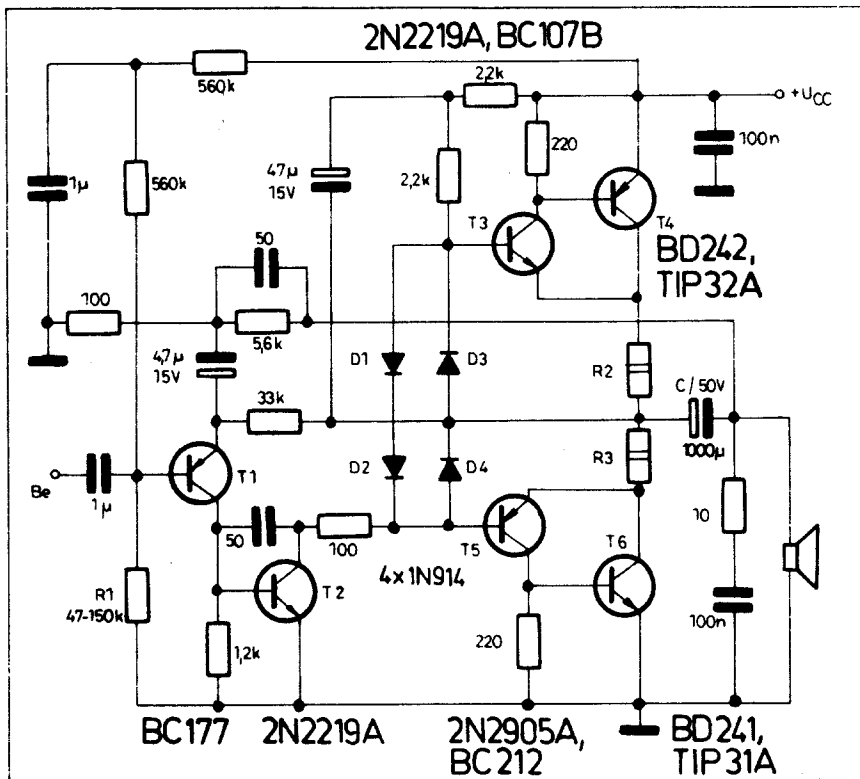 2N2219A, BC107B
560k
2,2k
+UCC
1µ
560k
47µ
15V
2,2k
220
100n
T3
T4
50
BD242,
TIP32A
100
5,6k
4,7µ
15V
D1
D3
R2
C/50V
33k
1000µ
Be
1µ
T1
D2
D4
R3
50
100
T5
T6
10
4x1N914
R1
47-150k
T2
1,2k
220
100n
BC177
2N2219A
2N2905A,
BC212
BD241,
TIP31A